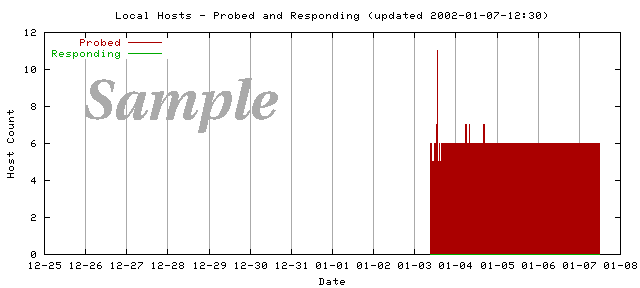 Local Hosts - Probed and Responding (updated 2002-01-07-12:30)
12
Probed
Responding
10
Sample
8
Host Count
6
4
2
0
12-25 12-26 12-27 12-28 12-29 12-30 12-31 01-01 01-02 01-03 01-04 01-05 01-06 01-07 01-08
Date